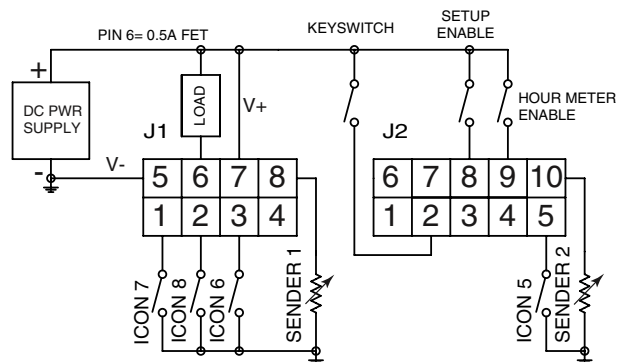 PIN 6= 0.5A FET
KEYSWITCH
SETUP
ENABLE
+
DC PWR
SUPPLY
-
V-
LOAD
V+
HOUR METER
ENABLE
J1
J2
5 6 7 8
1 2 3 4
6 7 8 9 10
1 2 3 4 5
ICON 7
ICON 8
ICON 6
SENDER 1
ICON 5
SENDER 2